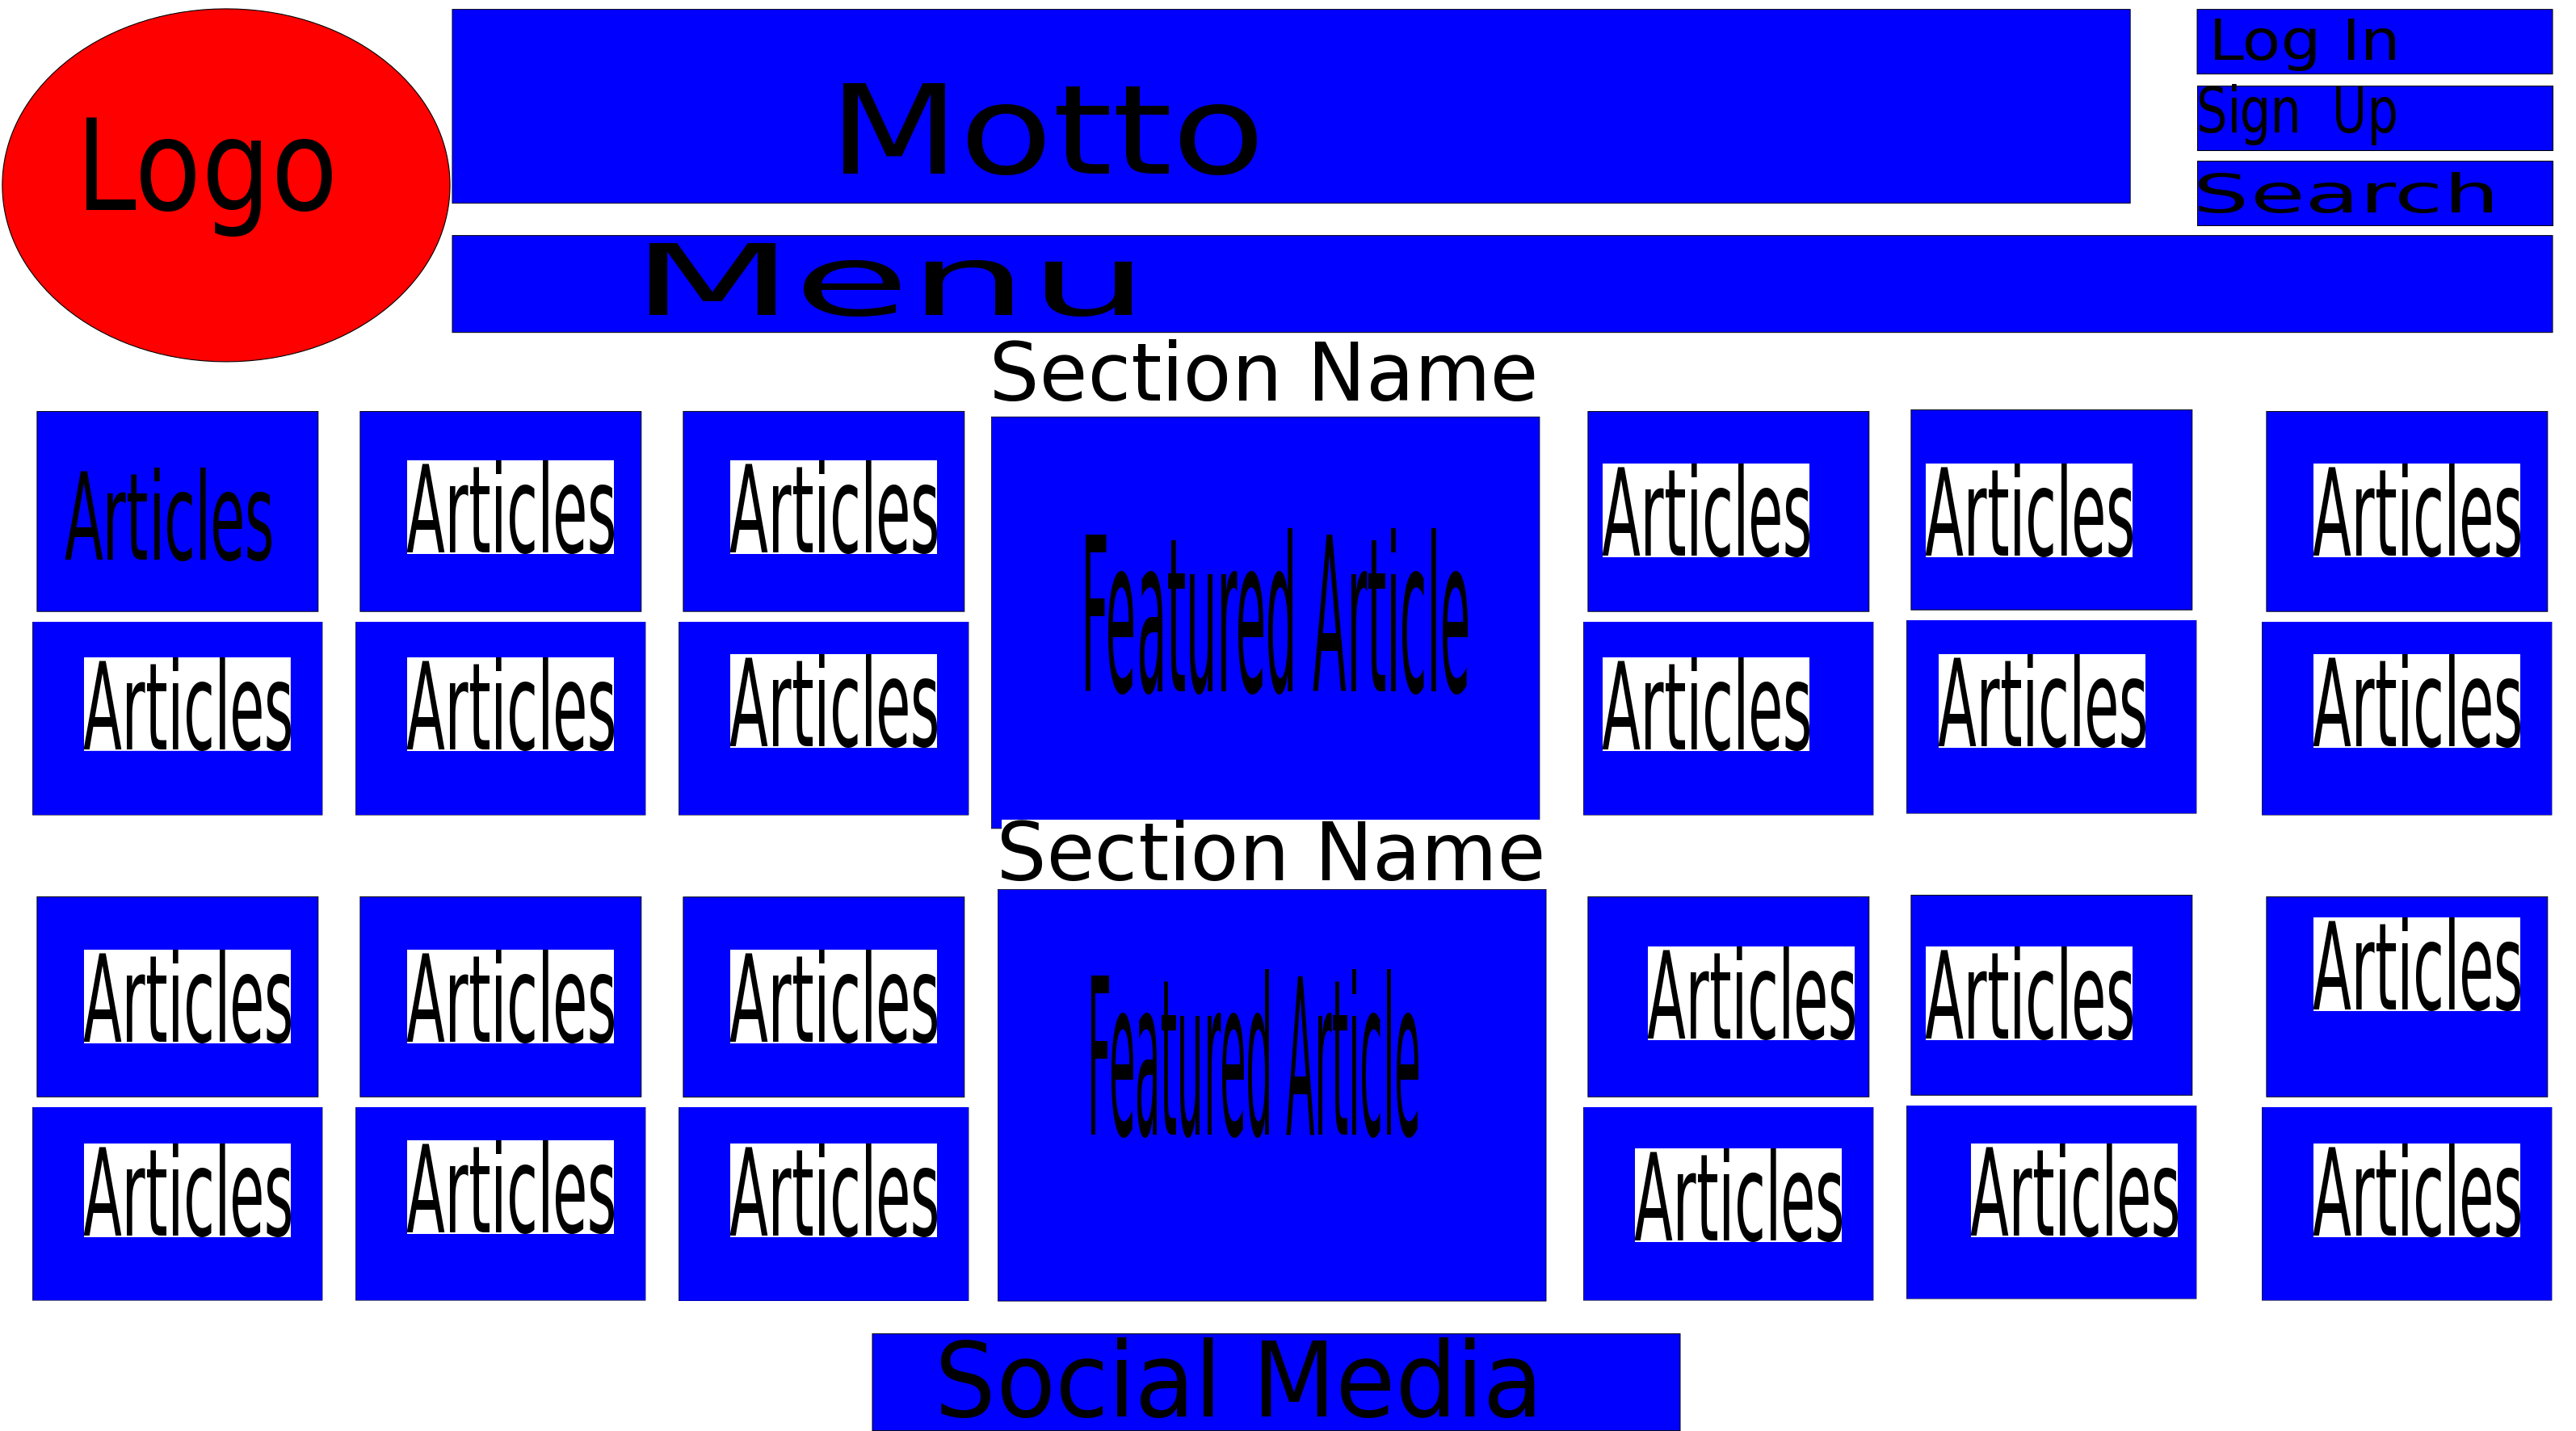 Logo
Motto
Log In
Sign Up
Search
Menu
Section Name
Articles Articles Articles Featured Article Articles Articles Articles
Articles Articles Articles Articles Articles Articles
Section Name
Articles Articles Articles Featured Article Articles Articles Articles
Articles Articles Articles Articles Articles Articles
Social Media